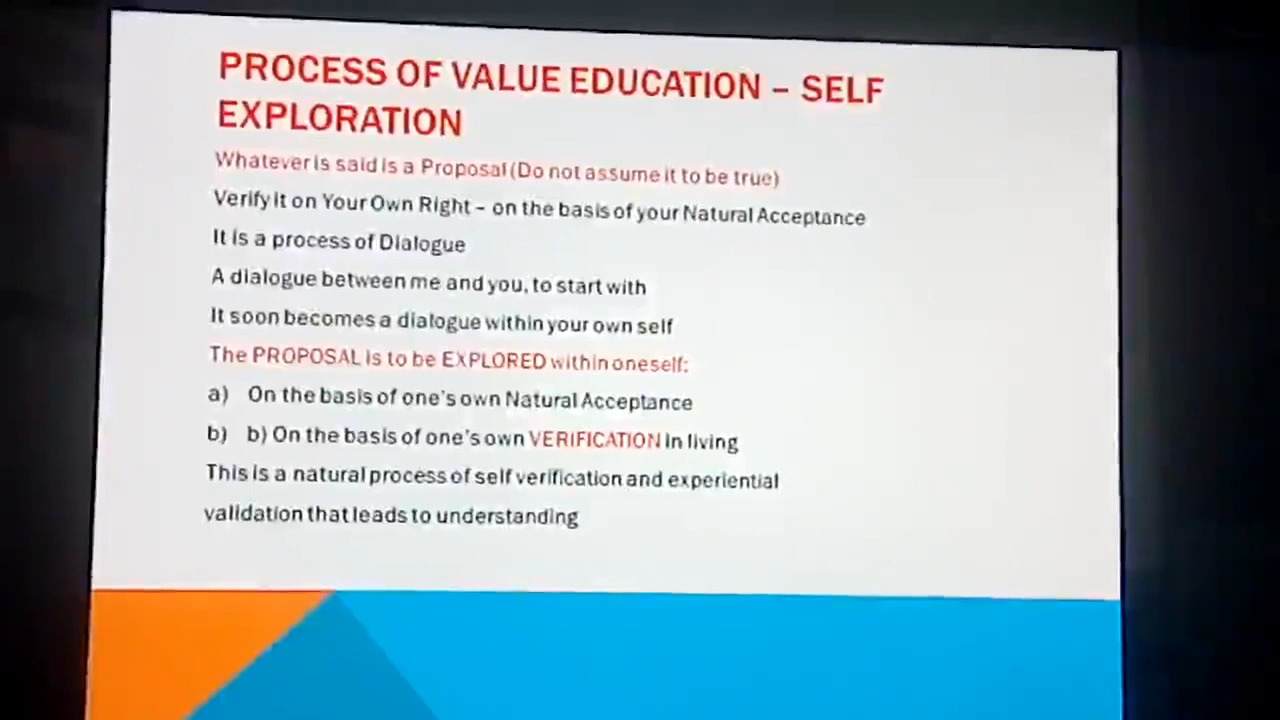 PROCESS OF VALUE EDUCATION – SELF
EXPLORATION
Whatever is said is a Proposal (Do not assume it to be true)
Verify it on Your Own Right – on the basis of your Natural Acceptance
It is a process of Dialogue
A dialogue between me and you, to start with
It soon becomes a dialogue within your own self
The PROPOSAL is to be EXPLORED within oneself:
a) On the basis of one's own Natural Acceptance
b) b) On the basis of one's own VERIFICATION in living
This is a natural process of self verification and experiential
validation that leads to understanding